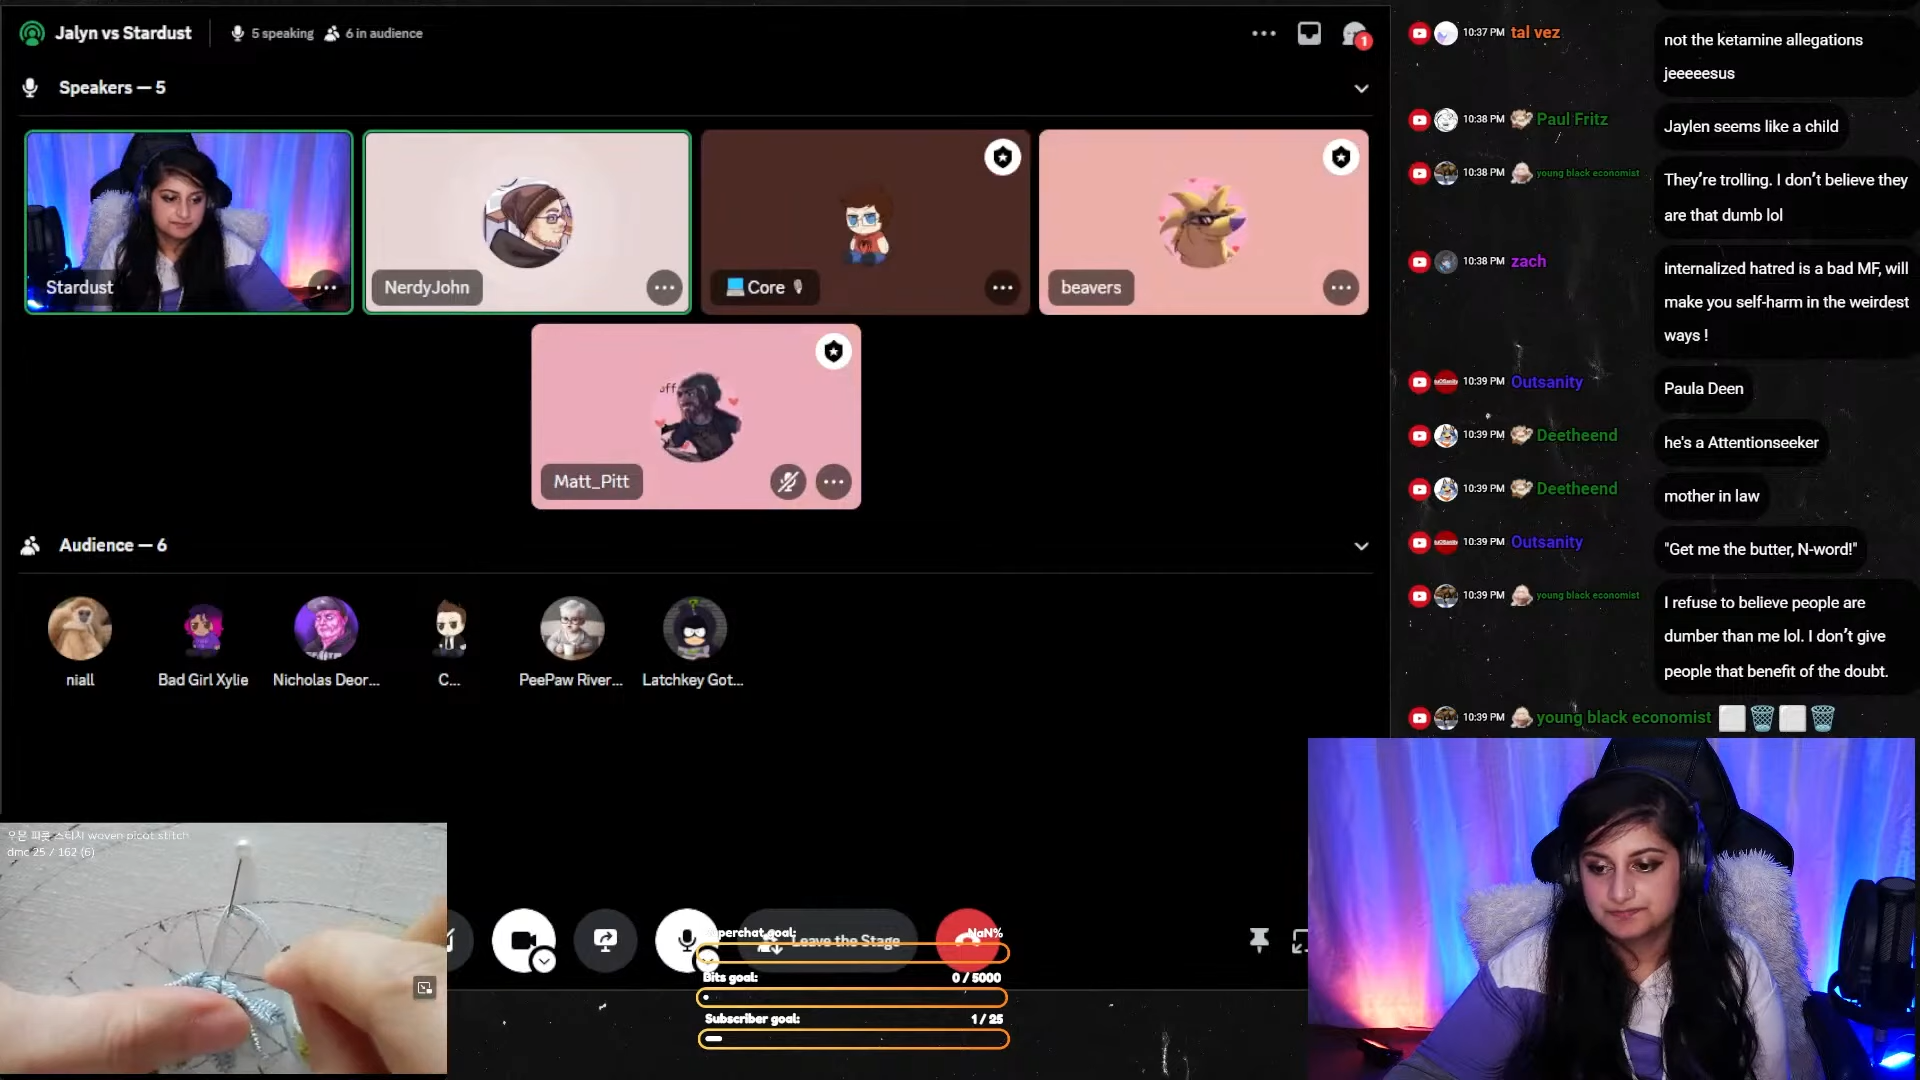 Jalyn vs Stardust
5 speaking
6 in audience
1
Speakers — 5
Stardust
NerdyJohn
Core
beavers
Matt_Pitt
Audience — 6
niall
Bad Girl Xylie
Nicholas Deor...
C...
PeePaw River...
Latchkey Got...
우븐 피콧 스티치 woven picot stitch
dmc 25 / 162 (6)
Leave the Stage
perchat goal:
NaN%
Bits goal:
0 / 5000
Subscriber goal:
1 / 25
10:37 PM tal vez
not the ketamine allegations
jeeeeesus
10:38 PM Paul Fritz
Jaylen seems like a child
10:38 PM young black economist
They're trolling. I don't believe they
are that dumb lol
10:38 PM zach
internalized hatred is a bad MF, will
make you self-harm in the weirdest
ways !
10:39 PM Outsanity
Paula Deen
10:39 PM Deetheend
he's a Attentionseeker
10:39 PM Deetheend
mother in law
10:39 PM Outsanity
"Get me the butter, N-word!"
10:39 PM young black economist
I refuse to believe people are
dumber than me lol. I don't give
people that benefit of the doubt.
10:39 PM young black economist